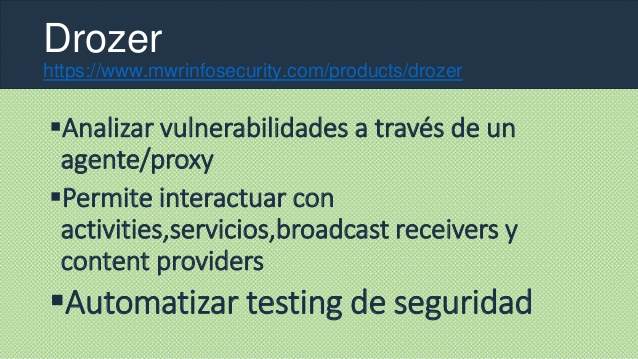 Drozer
https://www.mwrinfosecurity.com/products/drozer
▪Analizar vulnerabilidades a través de un
agente/proxy
▪Permite interactuar con
activities,servicios,broadcast receivers y
content providers
▪Automatizar testing de seguridad